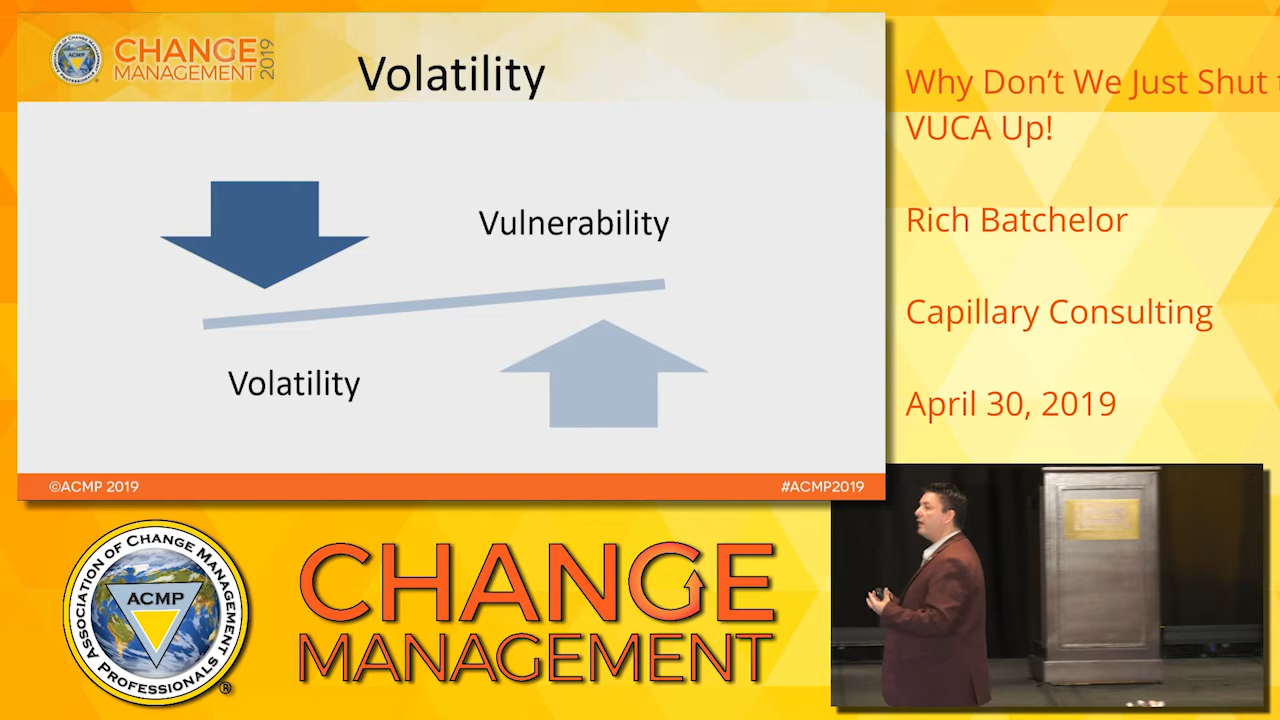 CHANGE
MANAGEMENT
2019
ACMP
Volatility
Vulnerability
Volatility
©ACMP 2019
#ACMP2019
Why Don't We Just Shut
VUCA Up!
Rich Batchelor
Capillary Consulting
April 30, 2019
ASSOCIATION OF CHANGE MANAGEMENT PROFESSIONALS
ACMP
®
CHANGE
MANAGEMENT